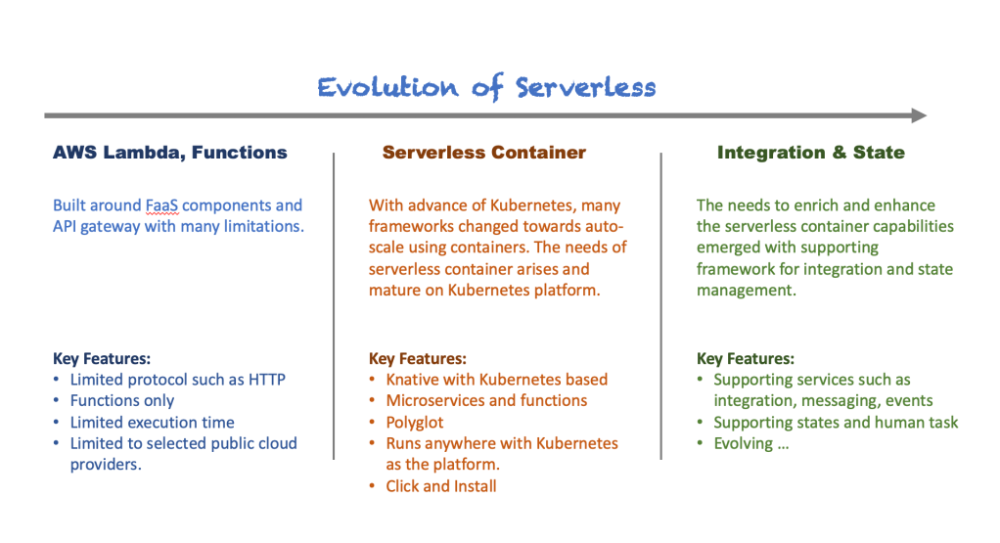 Evolution of Serverless
AWS Lambda, Functions
Built around FaaS components and
API gateway with many limitations.
Key Features:
• Limited protocol such as HTTP
• Functions only
• Limited execution time
• Limited to selected public cloud
providers.
Serverless Container
With advance of Kubernetes, many
frameworks changed towards auto-
scale using containers. The needs of
serverless container arises and
mature on Kubernetes platform.
Key Features:
• Knative with Kubernetes based
• Microservices and functions
• Polyglot
• Runs anywhere with Kubernetes
as the platform.
• Click and Install
Integration & State
The needs to enrich and enhance
the serverless container capabilities
emerged with supporting
framework for integration and state
management.
Key Features:
• Supporting services such as
integration, messaging, events
• Supporting states and human task
• Evolving ...